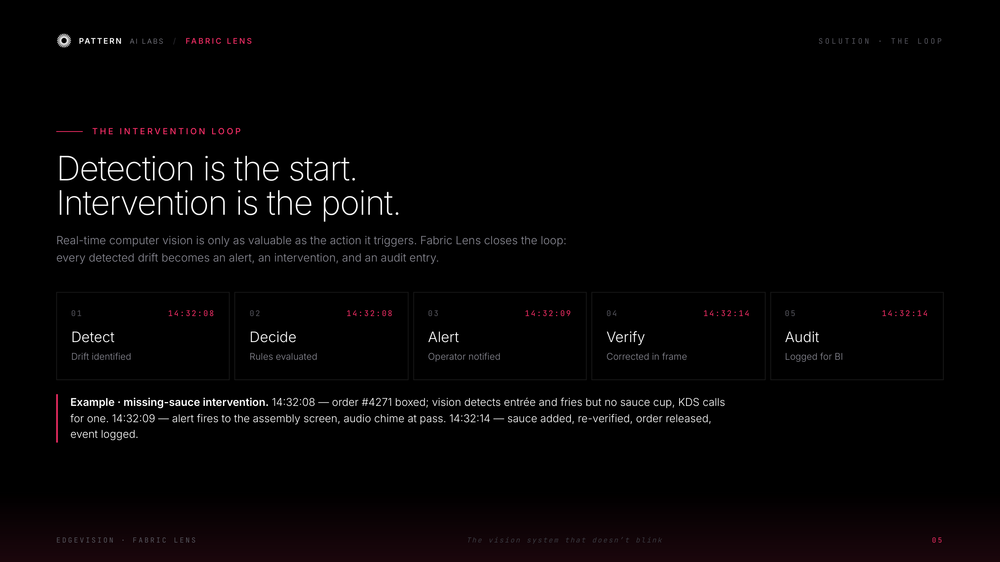 PATTERN AI LABS / FABRIC LENS
SOLUTION · THE LOOP
THE INTERVENTION LOOP
Detection is the start.
Intervention is the point.
Real-time computer vision is only as valuable as the action it triggers. Fabric Lens closes the loop:
every detected drift becomes an alert, an intervention, and an audit entry.
01 14:32:08
Detect
Drift identified
02 14:32:08
Decide
Rules evaluated
03 14:32:09
Alert
Operator notified
04 14:32:14
Verify
Corrected in frame
05 14:32:14
Audit
Logged for BI
Example · missing-sauce intervention. 14:32:08 — order #4271 boxed; vision detects entrée and fries but no sauce cup, KDS calls
for one. 14:32:09 — alert fires to the assembly screen, audio chime at pass. 14:32:14 — sauce added, re-verified, order released,
event logged.
EDGEVISION · FABRIC LENS
The vision system that doesn’t blink
05